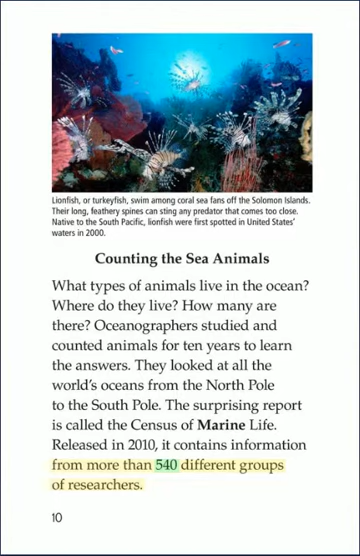 Lionfish, or turkeyfish, swim among coral sea fans off the Solomon Islands.
Their long, feathery spines can sting any predator that comes too close.
Native to the South Pacific, lionfish were first spotted in United States'
waters in 2000.
Counting the Sea Animals
What types of animals live in the ocean?
Where do they live? How many are
there? Oceanographers studied and
counted animals for ten years to learn
the answers. They looked at all the
world's oceans from the North Pole
to the South Pole. The surprising report
is called the Census of Marine Life.
Released in 2010, it contains information
from more than 540 different groups
of researchers.
10